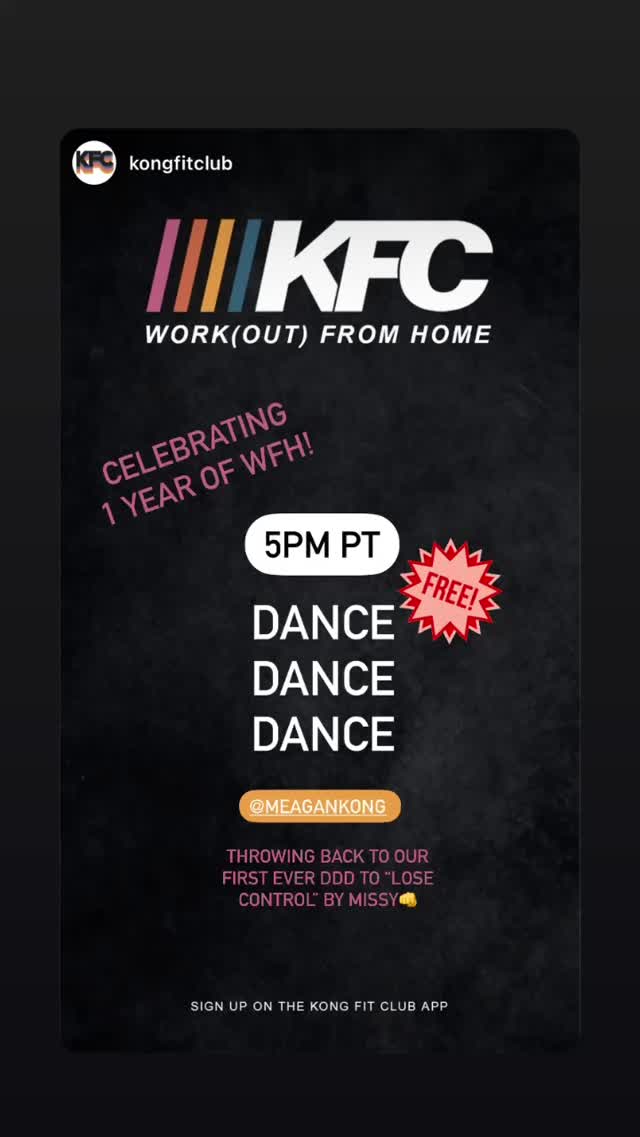 KFC kongfitclub
KFC
WORK(OUT) FROM HOME
CELEBRATING
1 YEAR OF WFH!
5PM PT
FREE!
DANCE
DANCE
DANCE
@MEAGANKONG
THROWING BACK TO OUR
FIRST EVER DDD TO "LOSE
CONTROL" BY MISSY👊
SIGN UP ON THE KONG FIT CLUB APP